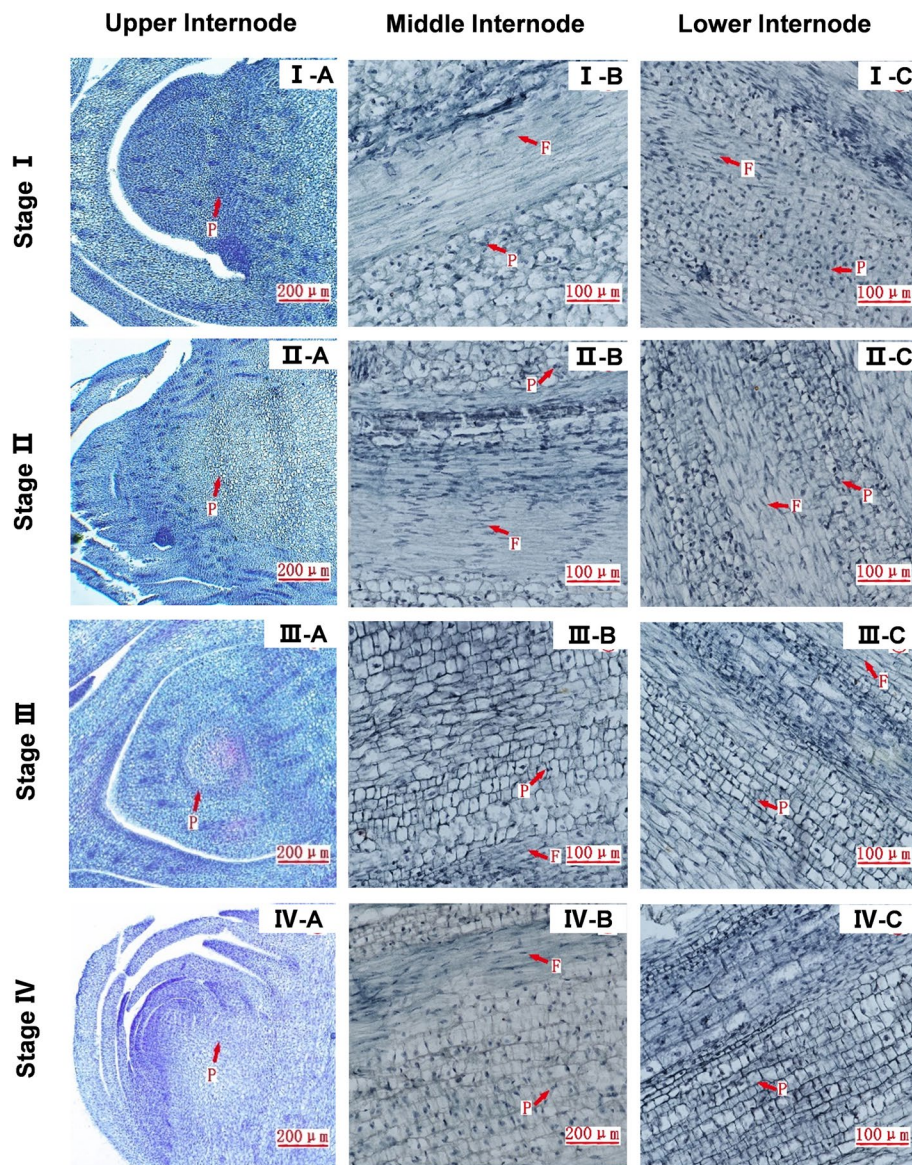 Upper Internode Middle Internode Lower Internode
Stage Ⅰ
Ⅰ-A
P
200 μm
Ⅰ-B
F
P
100 μm
Ⅰ-C
F
P
100 μm
Stage Ⅱ
Ⅱ-A
P
200 μm
Ⅱ-B
P
F
100 μm
Ⅱ-C
P
F
100 μm
Stage Ⅲ
Ⅲ-A
P
200 μm
Ⅲ-B
P
F
100 μm
Ⅲ-C
F
P
100 μm
Stage Ⅳ
Ⅳ-A
P
200 μm
Ⅳ-B
F
P
200 μm
Ⅳ-C
P
100 μm